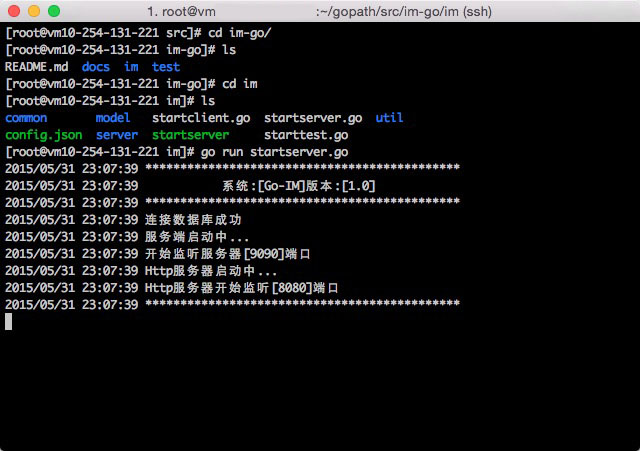 1. root@vm :~/gopath/src/im-go/im (ssh)
[root@vm10-254-131-221 src]# cd im-go/
[root@vm10-254-131-221 im-go]# ls
README.md docs im test
[root@vm10-254-131-221 im-go]# cd im
[root@vm10-254-131-221 im]# ls
common model startclient.go startserver.go util
config.json server startserver starttest.go
[root@vm10-254-131-221 im]# go run startserver.go
2015/05/31 23:07:39 *********************************************
2015/05/31 23:07:39 系统:[Go-IM]版本:[1.0]
2015/05/31 23:07:39 *********************************************
2015/05/31 23:07:39 连接数据库成功
2015/05/31 23:07:39 服务端启动中...
2015/05/31 23:07:39 开始监听服务器[9090]端口
2015/05/31 23:07:39 Http服务器启动中...
2015/05/31 23:07:39 Http服务器开始监听[8080]端口
2015/05/31 23:07:39 *********************************************